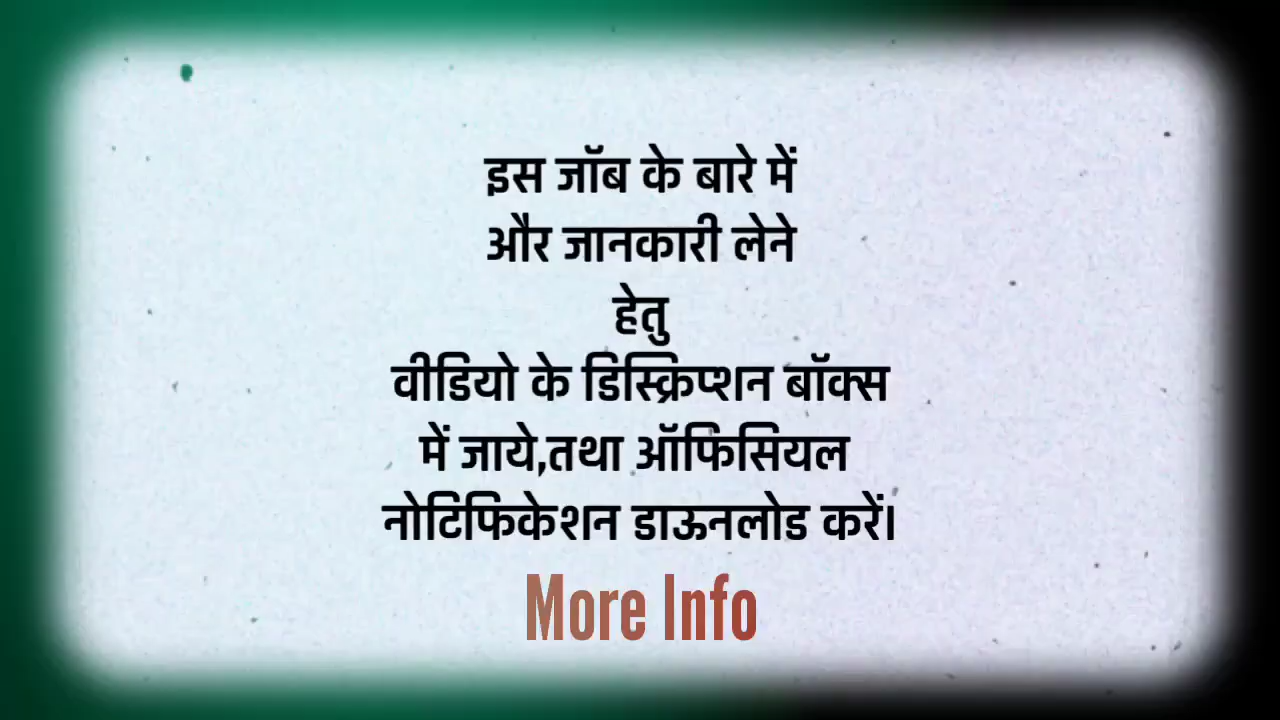 इस जॉब के बारे में
और जानकारी लेने
हेतु
वीडियो के डिस्क्रिप्शन बॉक्स
में जाये,तथा ऑफिसियल
नोटिफिकेशन डाऊनलोड करें।
More Info